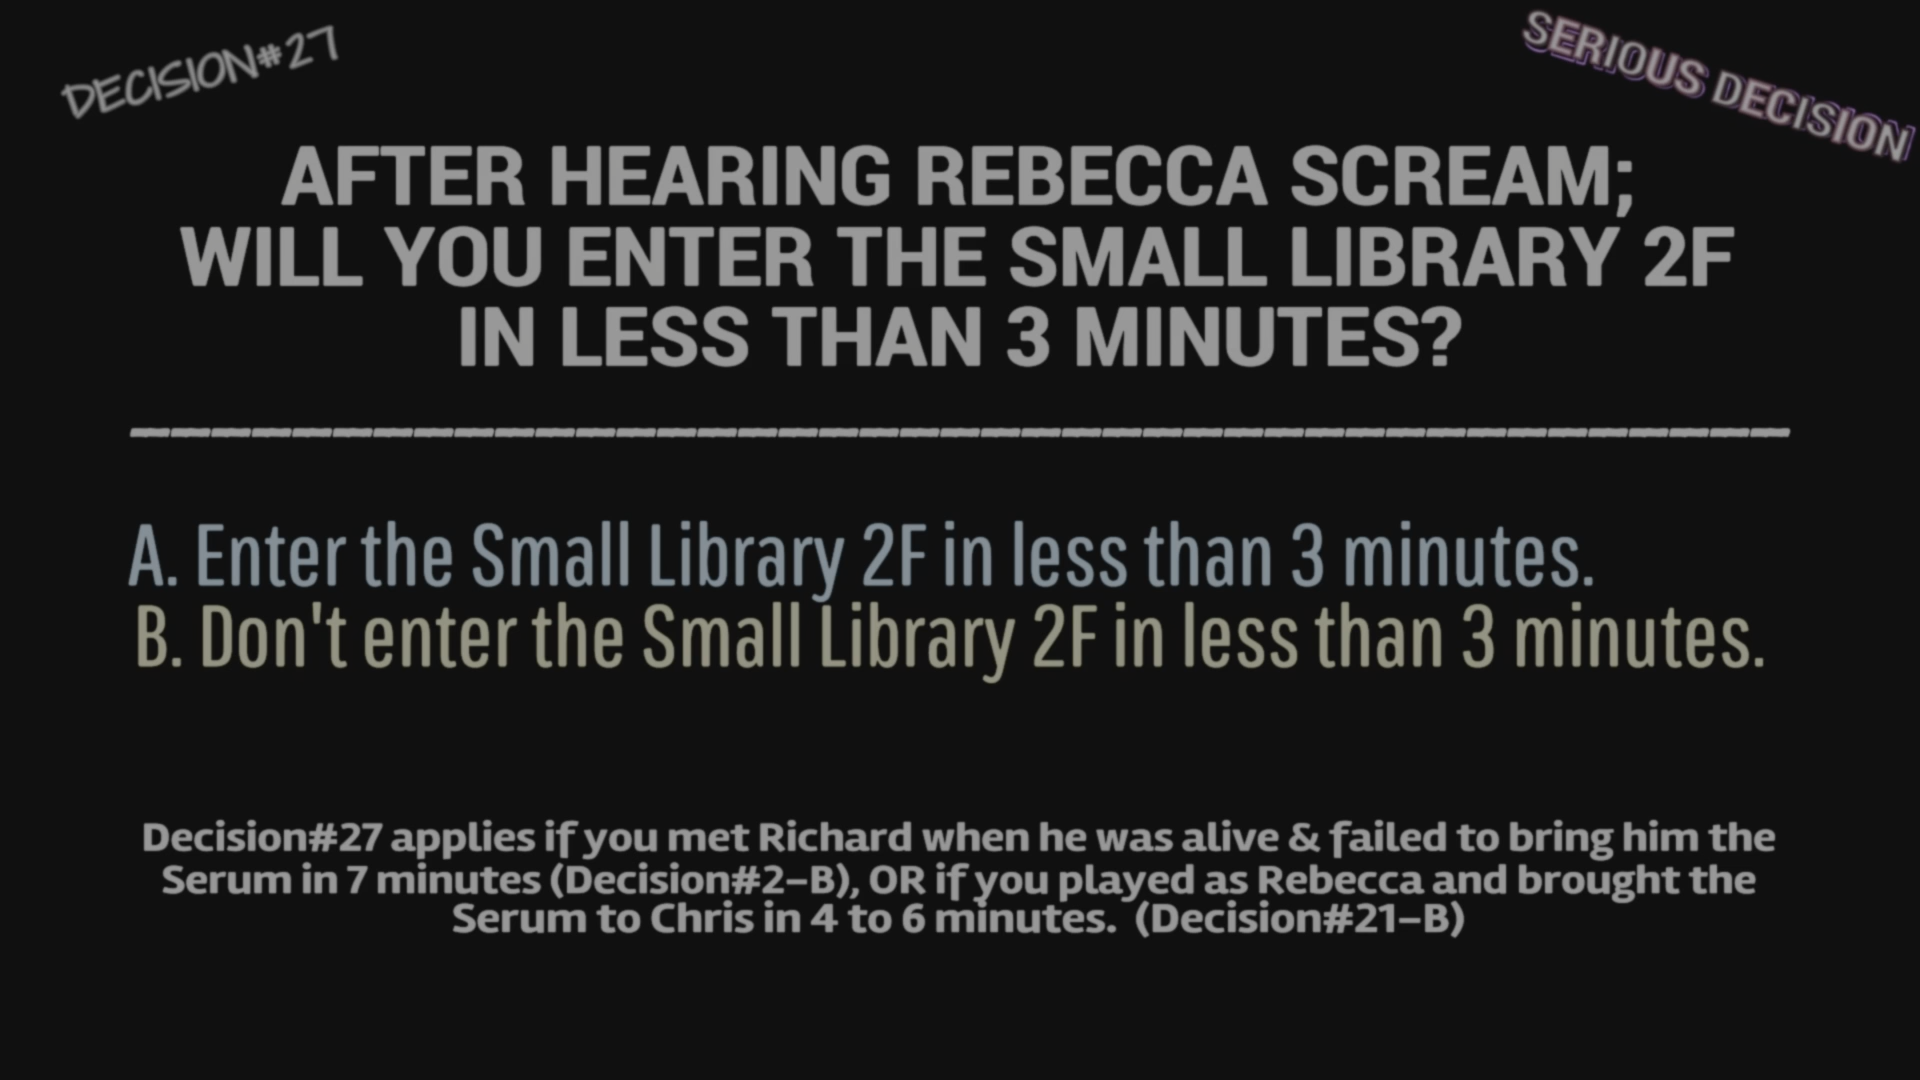 DECISION#27
SERIOUS DECISION
AFTER HEARING REBECCA SCREAM;
WILL YOU ENTER THE SMALL LIBRARY 2F
IN LESS THAN 3 MINUTES?
A. Enter the Small Library 2F in less than 3 minutes.
B. Don't enter the Small Library 2F in less than 3 minutes.
Decision#27 applies if you met Richard when he was alive & failed to bring him the
Serum in 7 minutes (Decision#2-B), OR if you played as Rebecca and brought the
Serum to Chris in 4 to 6 minutes. (Decision#21-B)